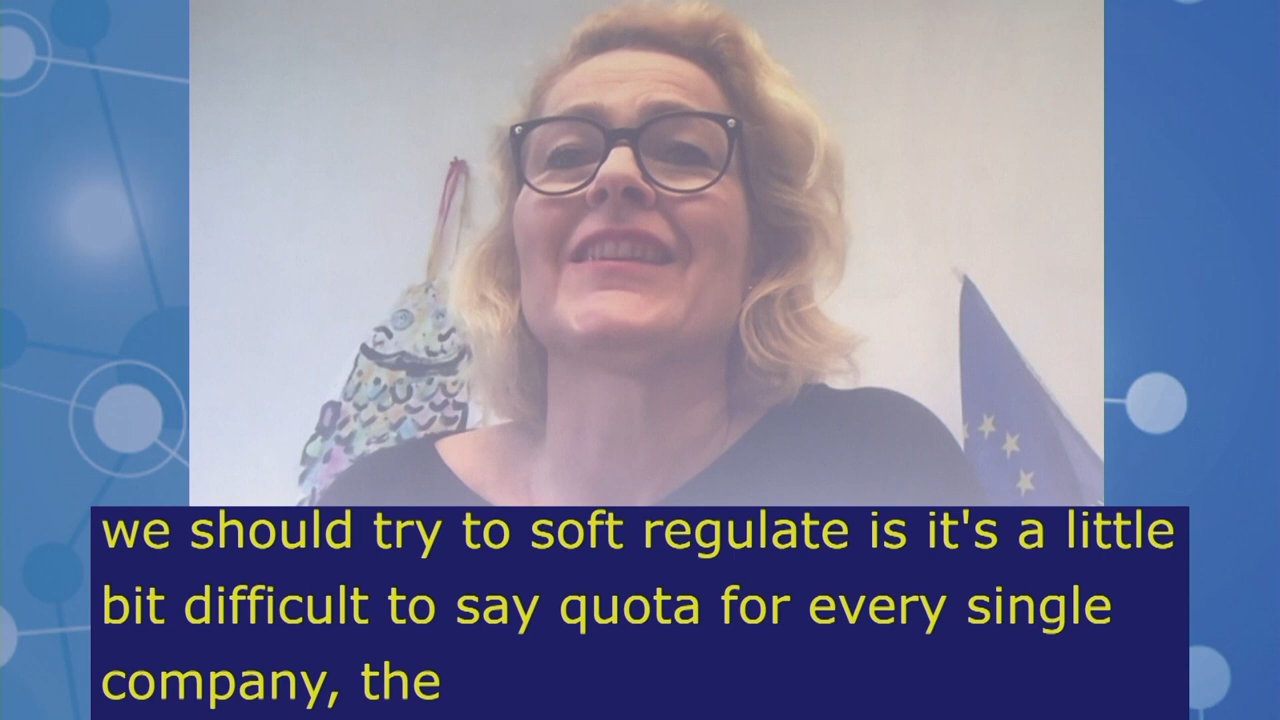 we should try to soft regulate is it's a little
bit difficult to say quota for every single
company, the